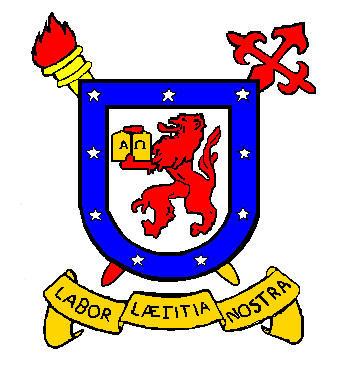 Α Ω
LABOR LÆTITIA NOSTRA